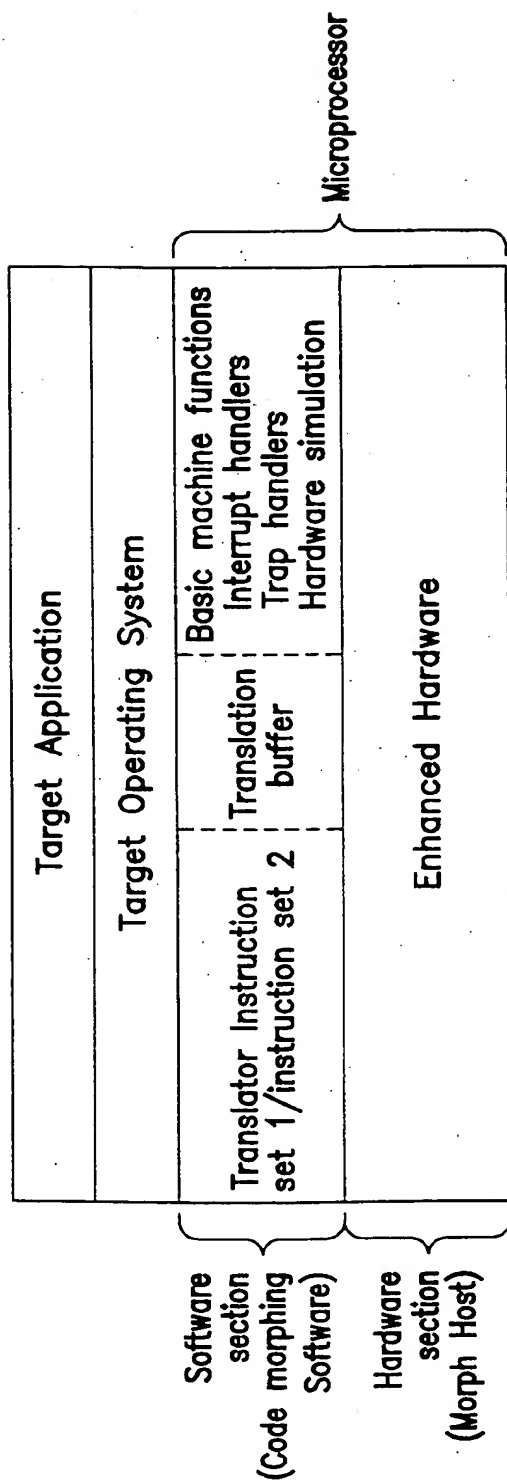 Target Application
Target Operating System
Translator Instruction
set 1/instruction set 2
Translation
buffer
Basic machine functions
Interrupt handlers
Trap handlers
Hardware simulation
Enhanced Hardware
Software
section
(Code morphing
Software)
Hardware
section
(Morph Host)
Microprocessor